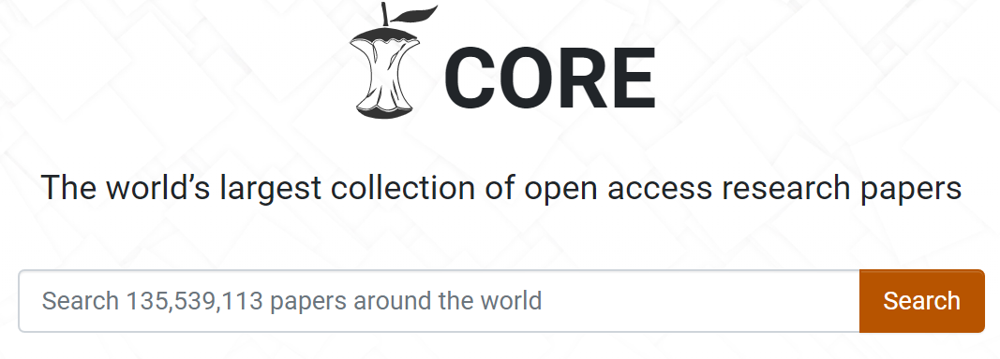 CORE
The world’s largest collection of open access research papers
Search 135,539,113 papers around the world
Search